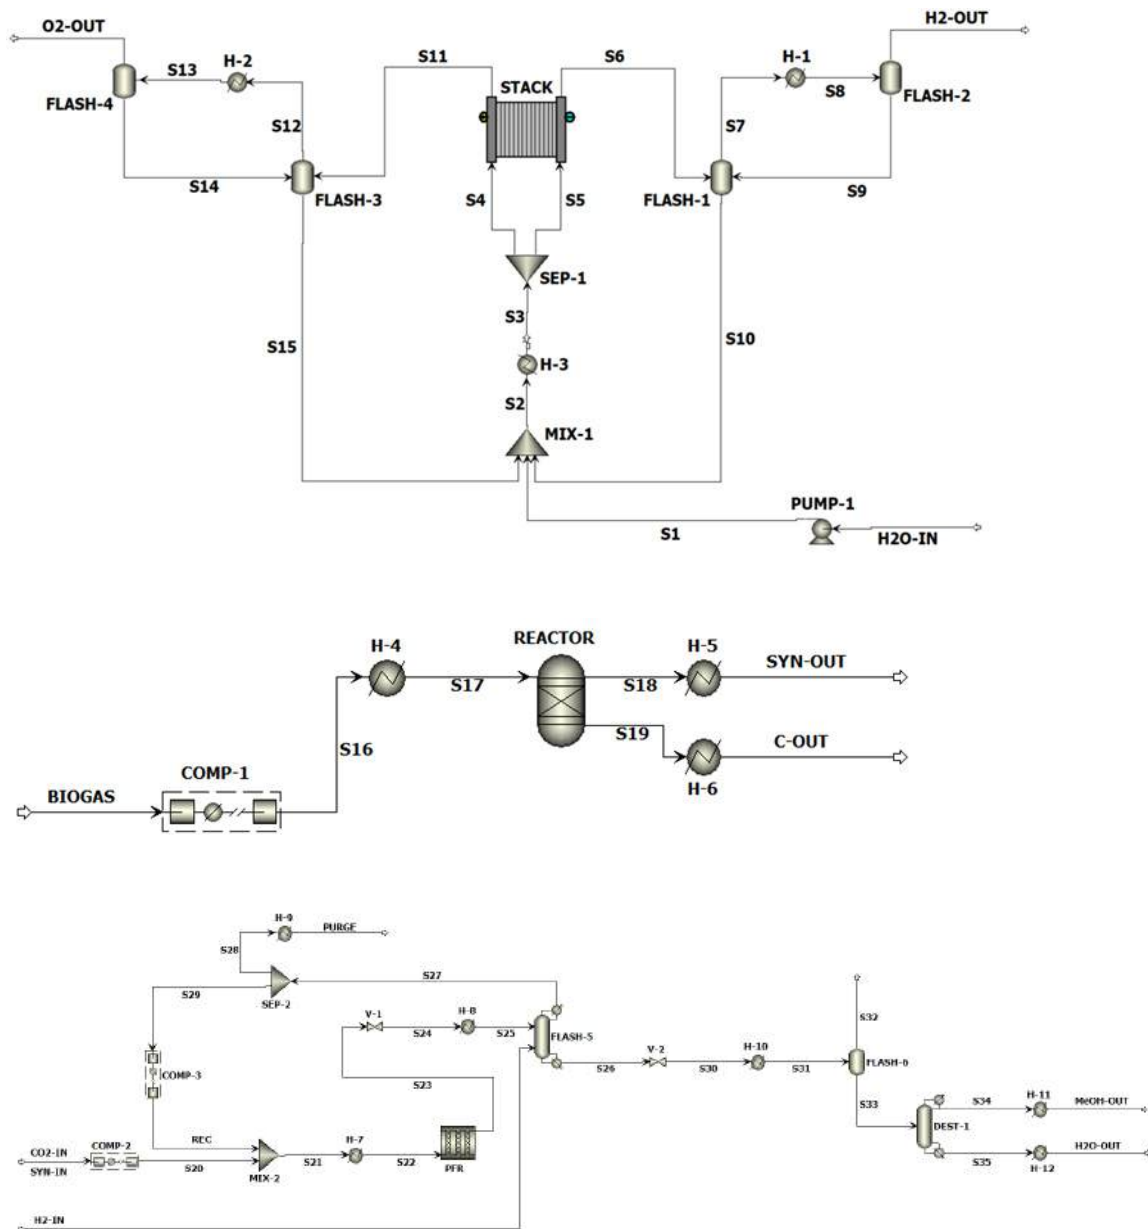 O2-OUT
H2-OUT
S13
H-2
S11
S6
H-1
STACK
S8
FLASH-4
FLASH-2
S12
S7
S14
S9
FLASH-3
S4
S5
FLASH-1
SEP-1
S3
S15
S10
H-3
S2
MIX-1
PUMP-1
S1
H2O-IN
REACTOR
H-4
H-5
SYN-OUT
S17
S18
S19
C-OUT
S16
COMP-1
H-6
BIOGAS
H-9
PURGE
S28
S27
S29
SEP-2
V-1
H-8
S24
S25
FLASH-5
S32
V-2
H-10
S26
S30
S31
FLASH-6
COMP-3
S23
S33
S34
H-11
MeOH-OUT
DEST-1
REC
CO2-IN
COMP-2
H-7
H2O-OUT
SYN-IN
S20
S21
S22
PFR
S35
H-12
MIX-2
H2-IN